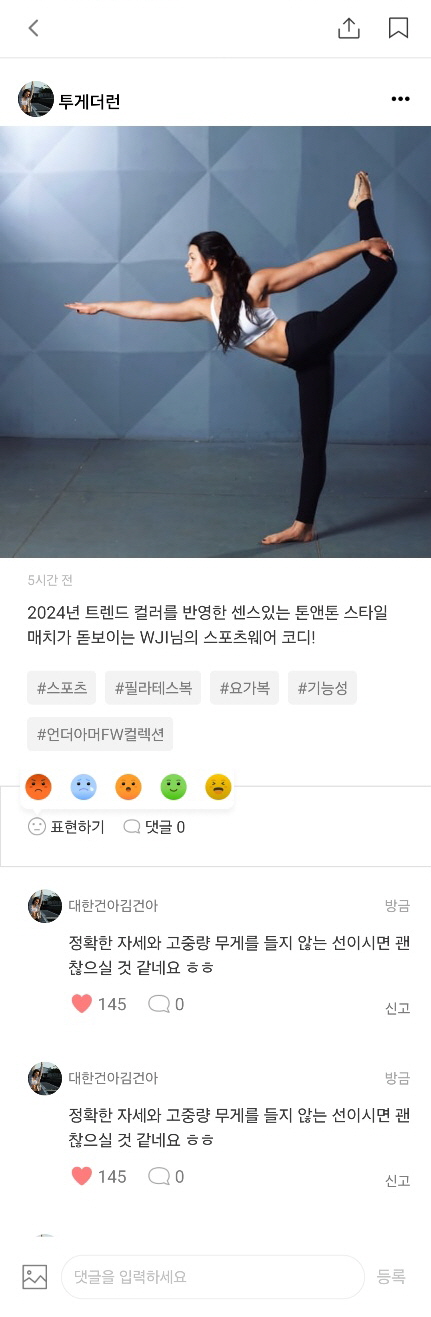 투게더런
5시간 전
2024년 트렌드 컬러를 반영한 센스있는 톤앤톤 스타일
매치가 돋보이는 WJI님의 스포츠웨어 코디!
#스포츠 #필라테스복 #요가복 #기능성
#언더아머FW컬렉션
표현하기 댓글 0
대한건아김건아 방금
정확한 자세와 고중량 무게를 들지 않는 선이시면 괜
찮으실 것 같네요 ㅎㅎ
145 0 신고
대한건아김건아 방금
정확한 자세와 고중량 무게를 들지 않는 선이시면 괜
찮으실 것 같네요 ㅎㅎ
145 0 신고
댓글을 입력하세요 등록